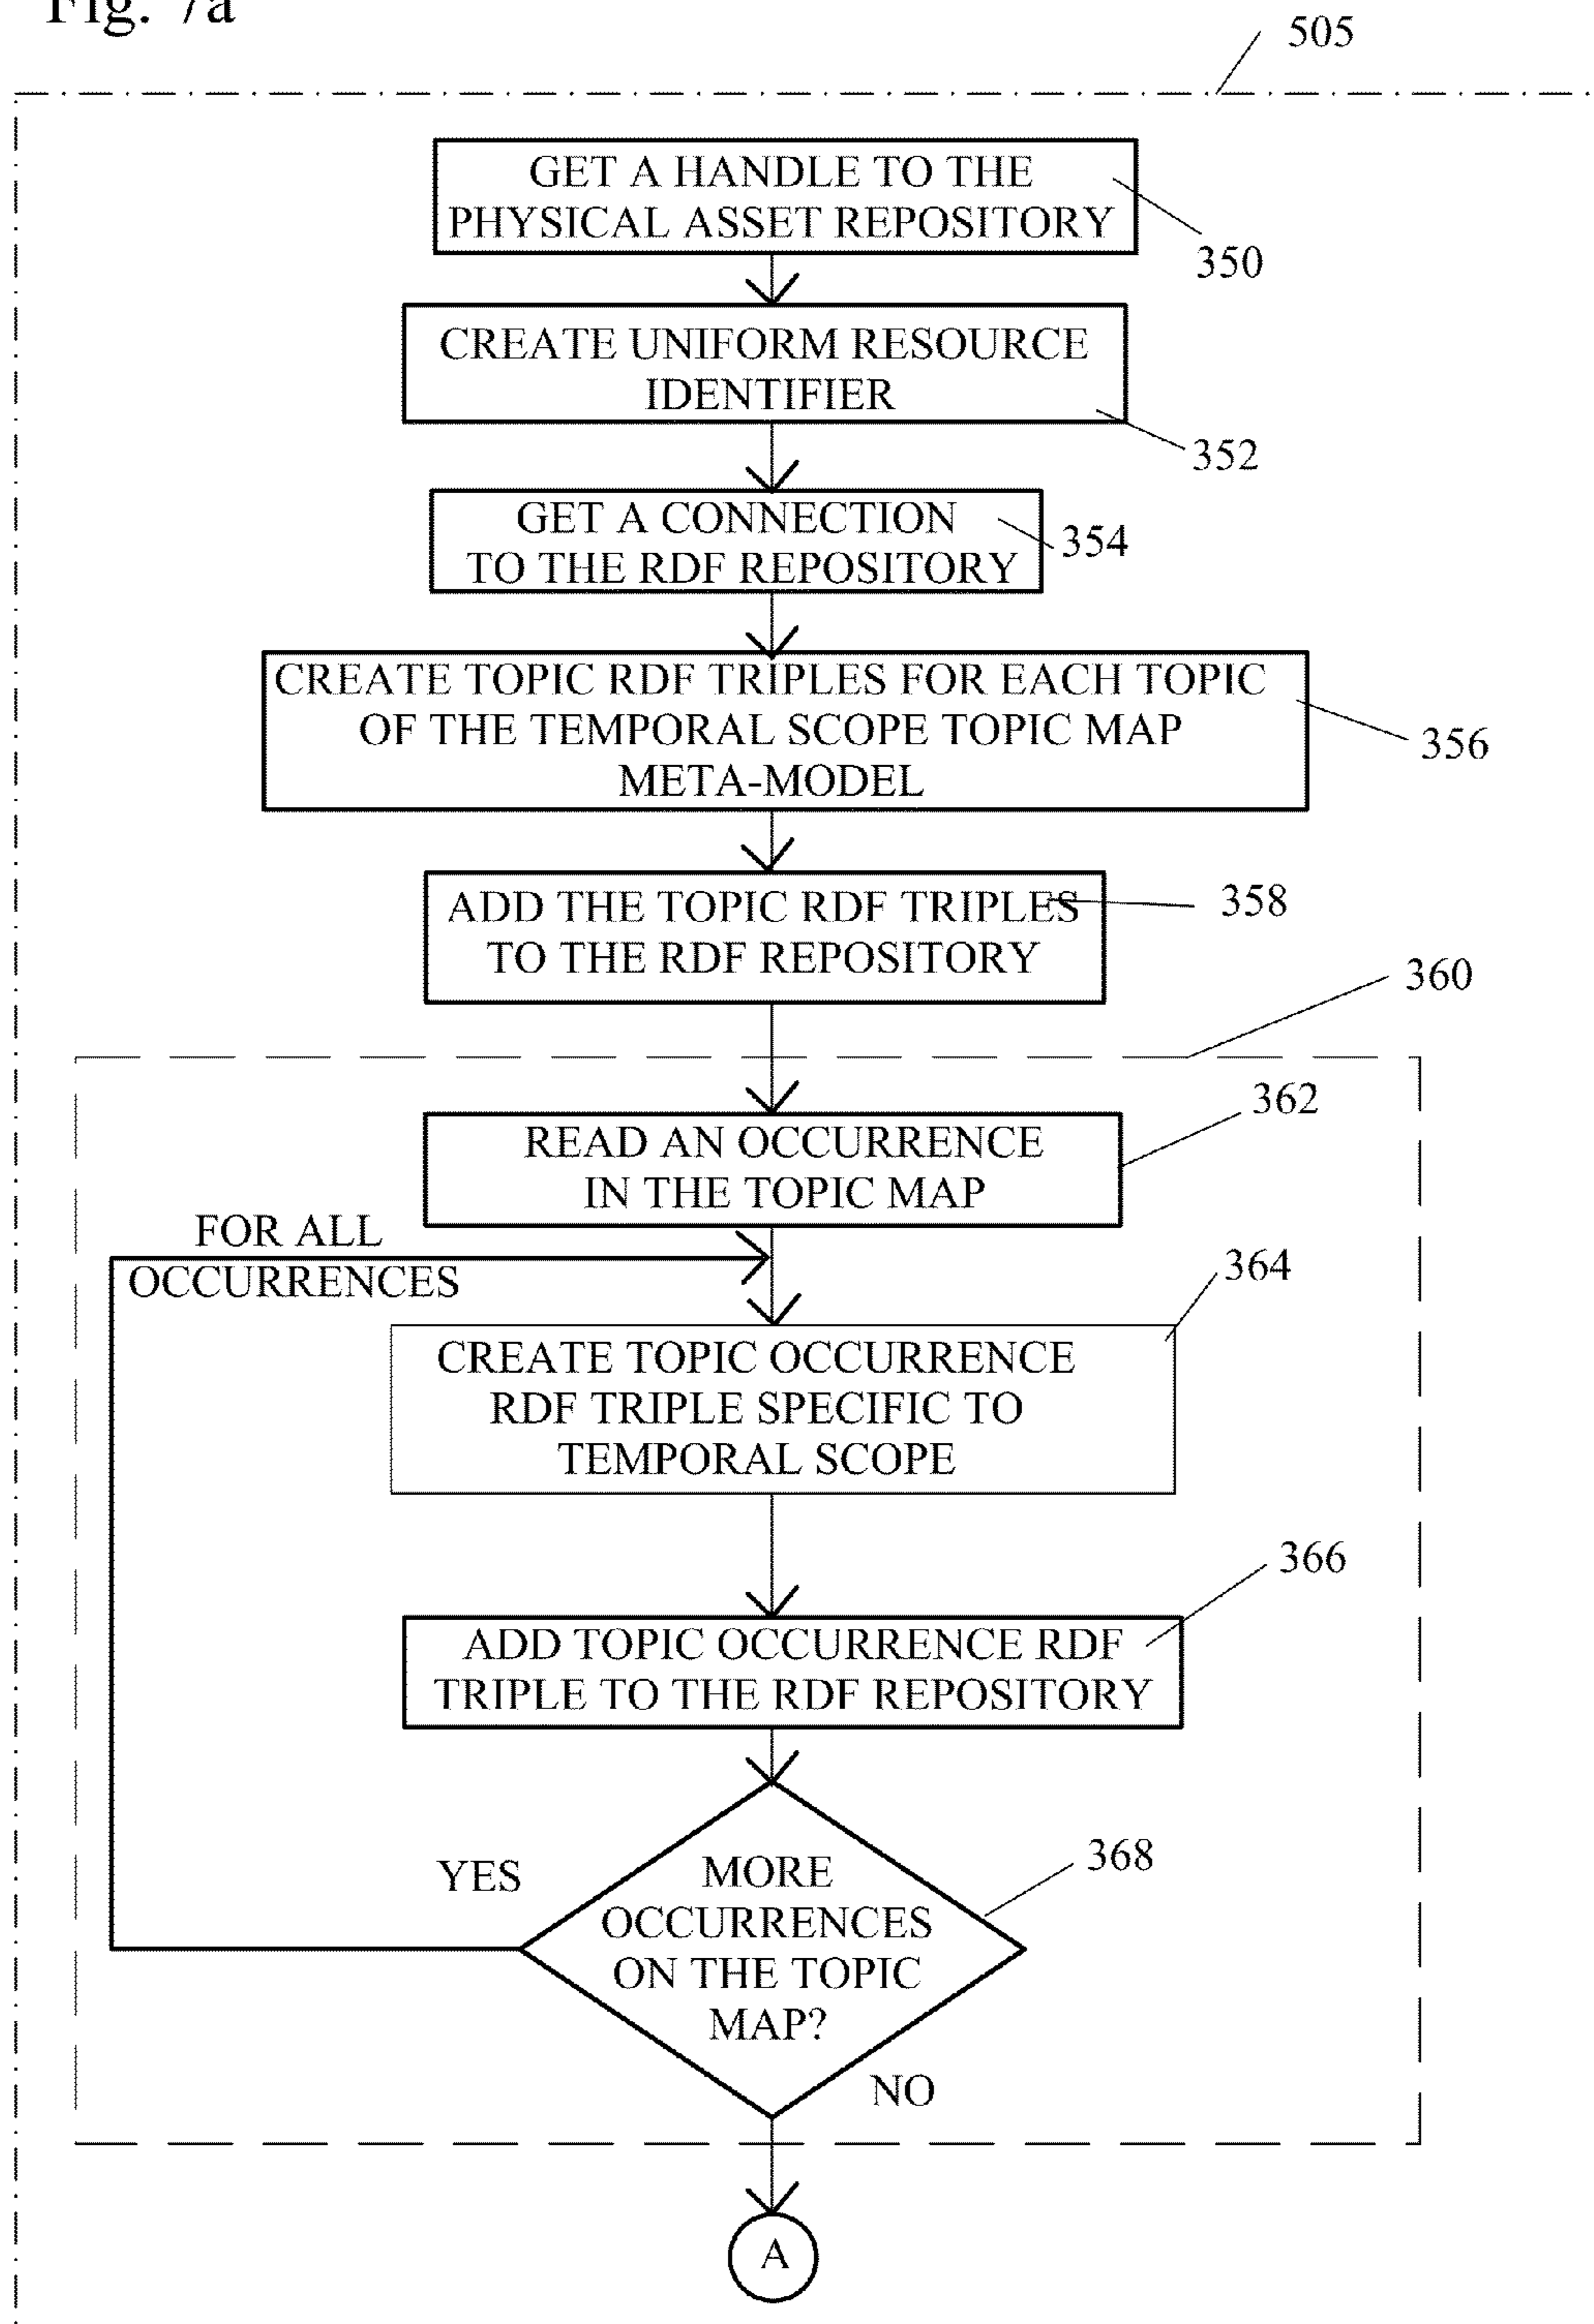 Fig. 7a
505
GET A HANDLE TO THE
PHYSICAL ASSET REPOSITORY
350
CREATE UNIFORM RESOURCE
IDENTIFIER
352
GET A CONNECTION
TO THE RDF REPOSITORY
354
CREATE TOPIC RDF TRIPLES FOR EACH TOPIC
OF THE TEMPORAL SCOPE TOPIC MAP
META-MODEL
356
ADD THE TOPIC RDF TRIPLES
TO THE RDF REPOSITORY
358
360
READ AN OCCURRENCE
IN THE TOPIC MAP
362
FOR ALL
OCCURRENCES
364
CREATE TOPIC OCCURRENCE
RDF TRIPLE SPECIFIC TO
TEMPORAL SCOPE
366
ADD TOPIC OCCURRENCE RDF
TRIPLE TO THE RDF REPOSITORY
YES
MORE
OCCURRENCES
ON THE TOPIC
MAP?
368
NO
A